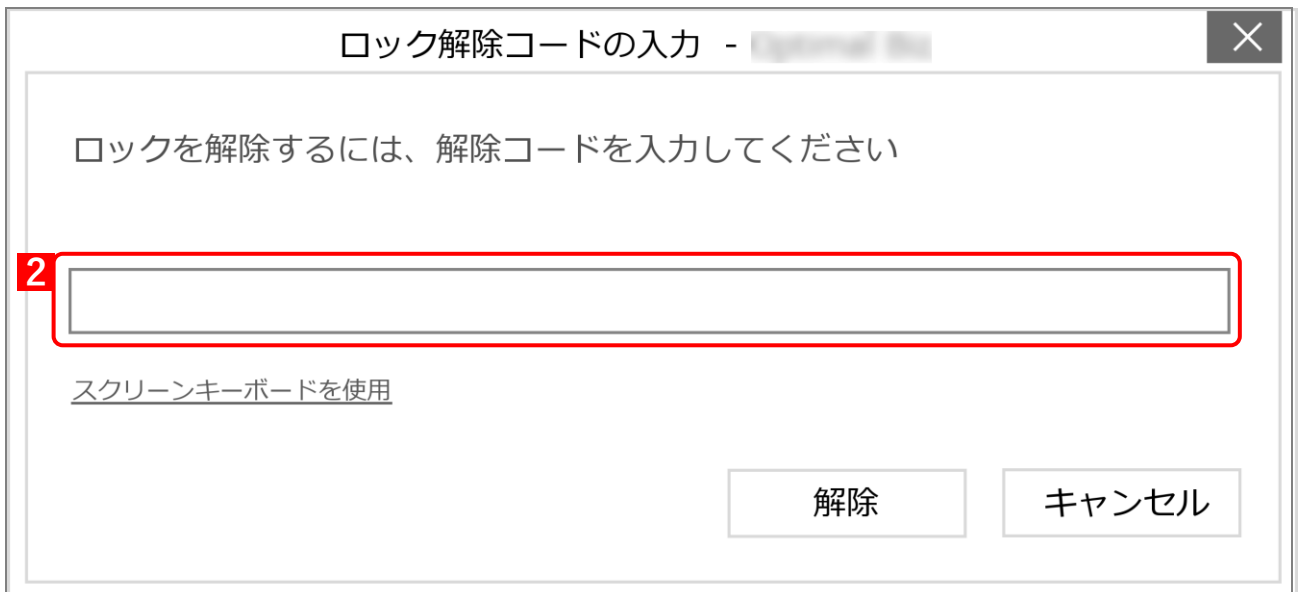 ロック解除コードの入力 -
ロックを解除するには、解除コードを入力してください
2
スクリーンキーボードを使用
解除
キャンセル